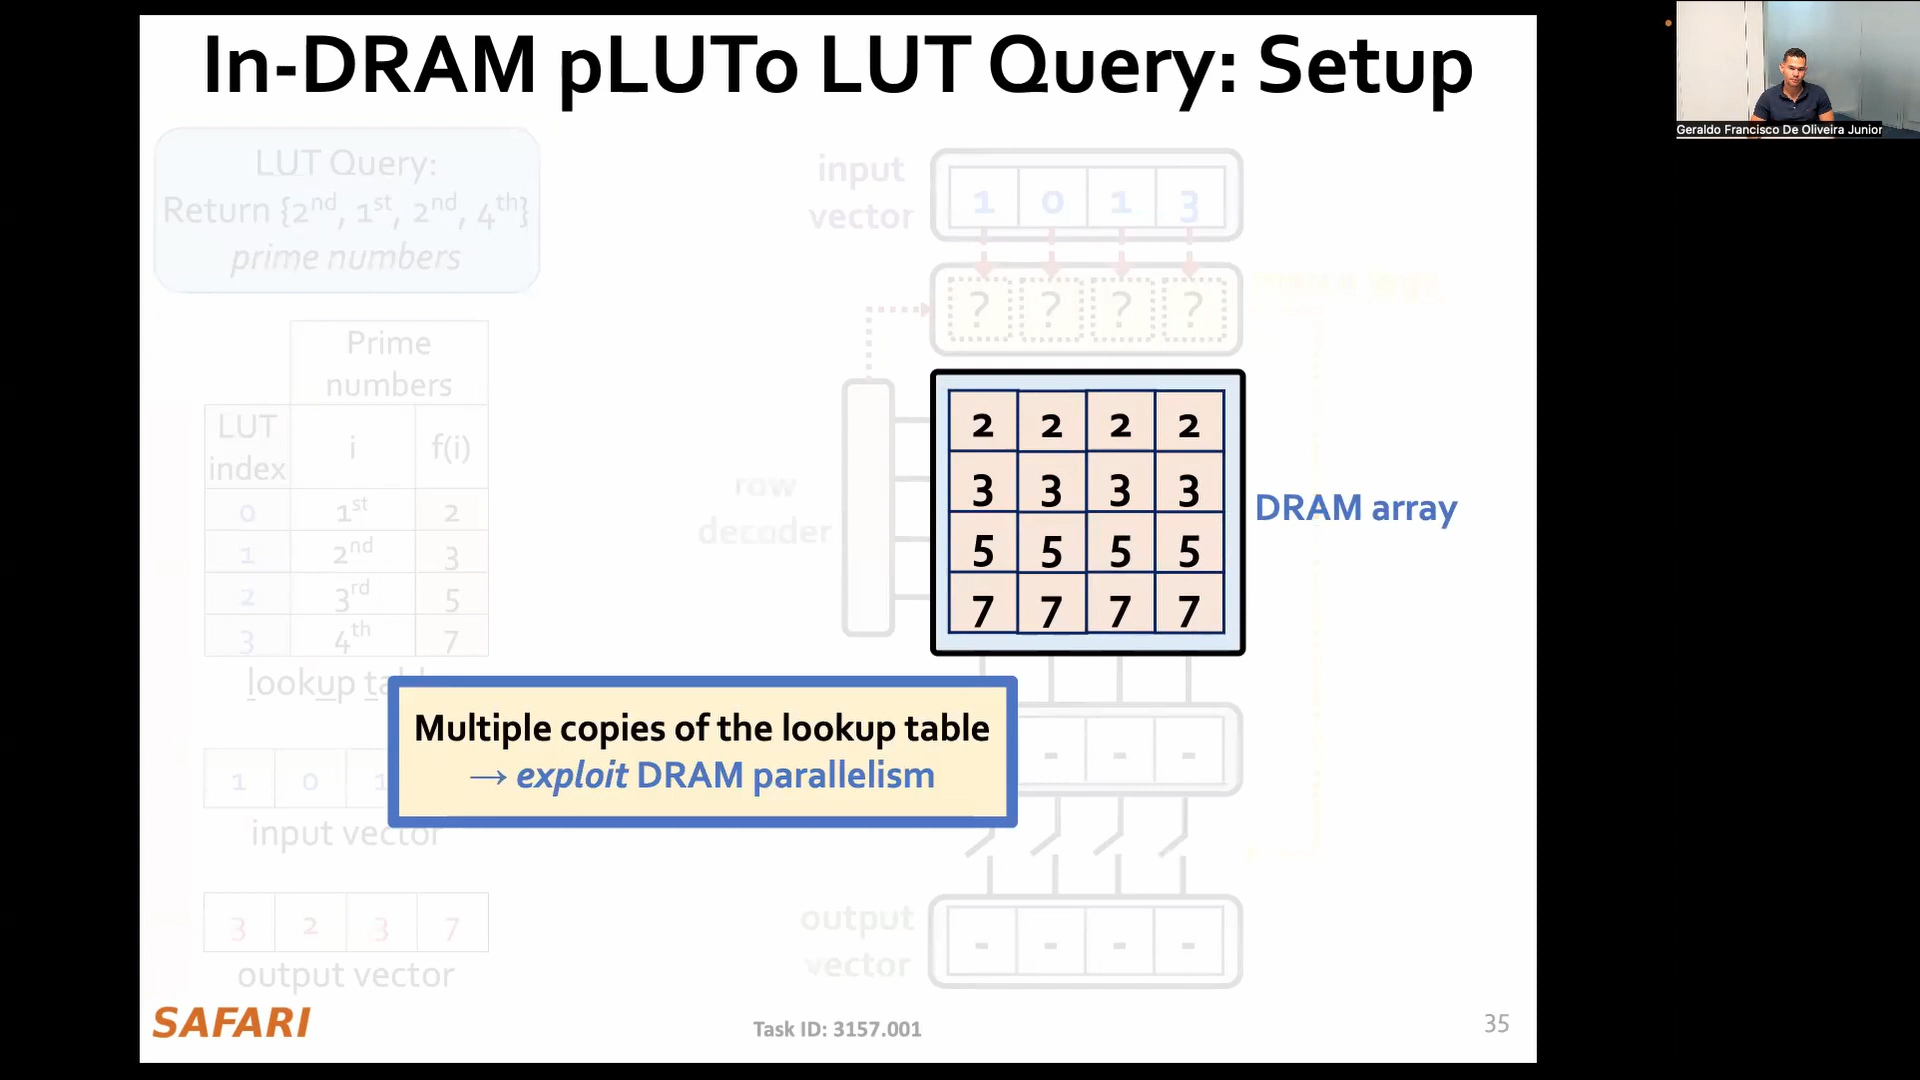 In-DRAM pLUTo LUT Query: Setup
Geraldo Francisco De Oliveira Junior
LUT Query:
Return {2nd, 1st, 2nd, 4th}
prime numbers
Prime
numbers
LUT
index
i
f(i)
0 1st 2
1 2nd 3
2 3rd 5
3 4th 7
lookup
input vector
1 0 1
output vector
3 2 3 7
input
vector
1 0 1 3
? ? ? ?
row
decoder
2 2 2 2
3 3 3 3
5 5 5 5
7 7 7 7
DRAM array
Multiple copies of the lookup table
→ exploit DRAM parallelism
- - -
output
vector
- - - -
SAFARI
Task ID: 3157.001
35